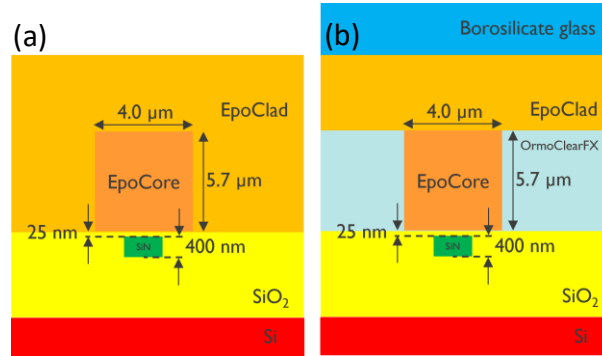 (a)
4.0 µm
EpoClad
EpoCore
5.7 µm
25 nm
SiN
400 nm
SiO2
Si
(b)
Borosilicate glass
4.0 µm
EpoClad
OrmoClearFX
EpoCore
5.7 µm
25 nm
SiN
400 nm
SiO2
Si